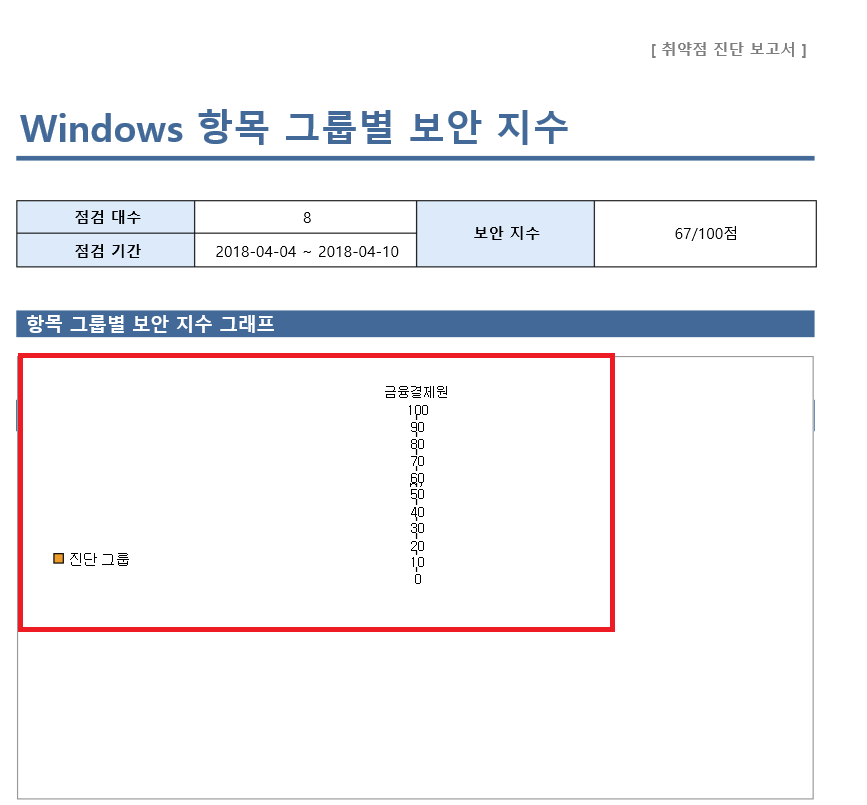 [ 취약점 진단 보고서 ]
Windows 항목 그룹별 보안 지수
점검 대수 8 보안 지수 67/100점
점검 기간 2018-04-04 ~ 2018-04-10
항목 그룹별 보안 지수 그래프
금융결제원
100
90
80
70
60
50
40
30
20
10
0
진단 그룹